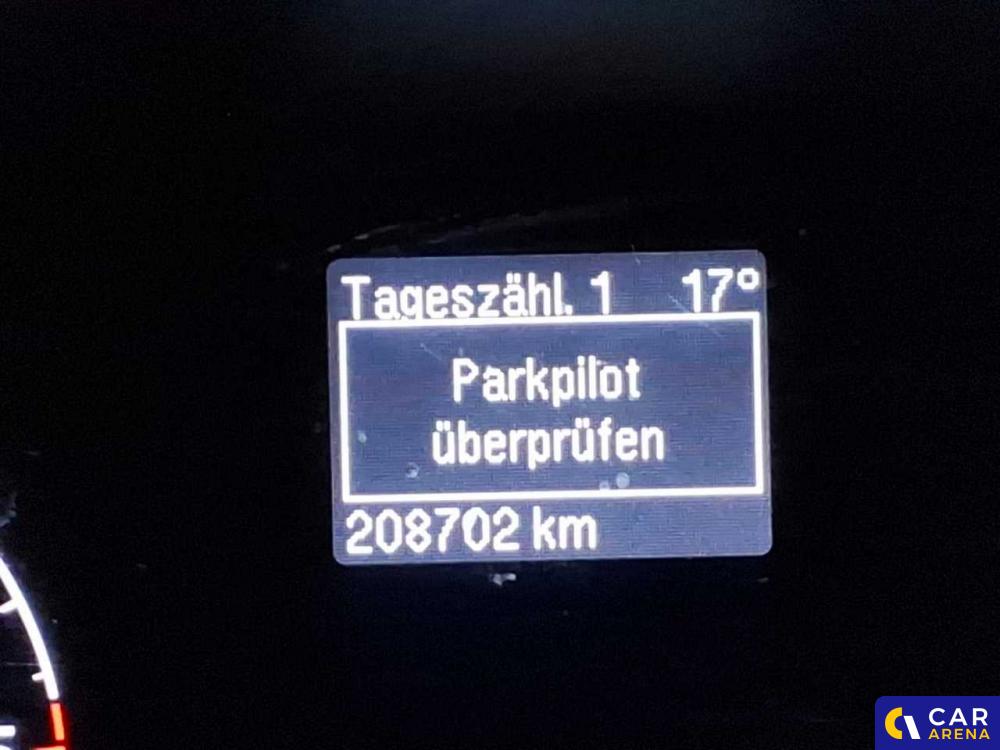 Tageszähl. 1 17°
Parkpilot
überprüfen
208702 km
CAR
ARENA